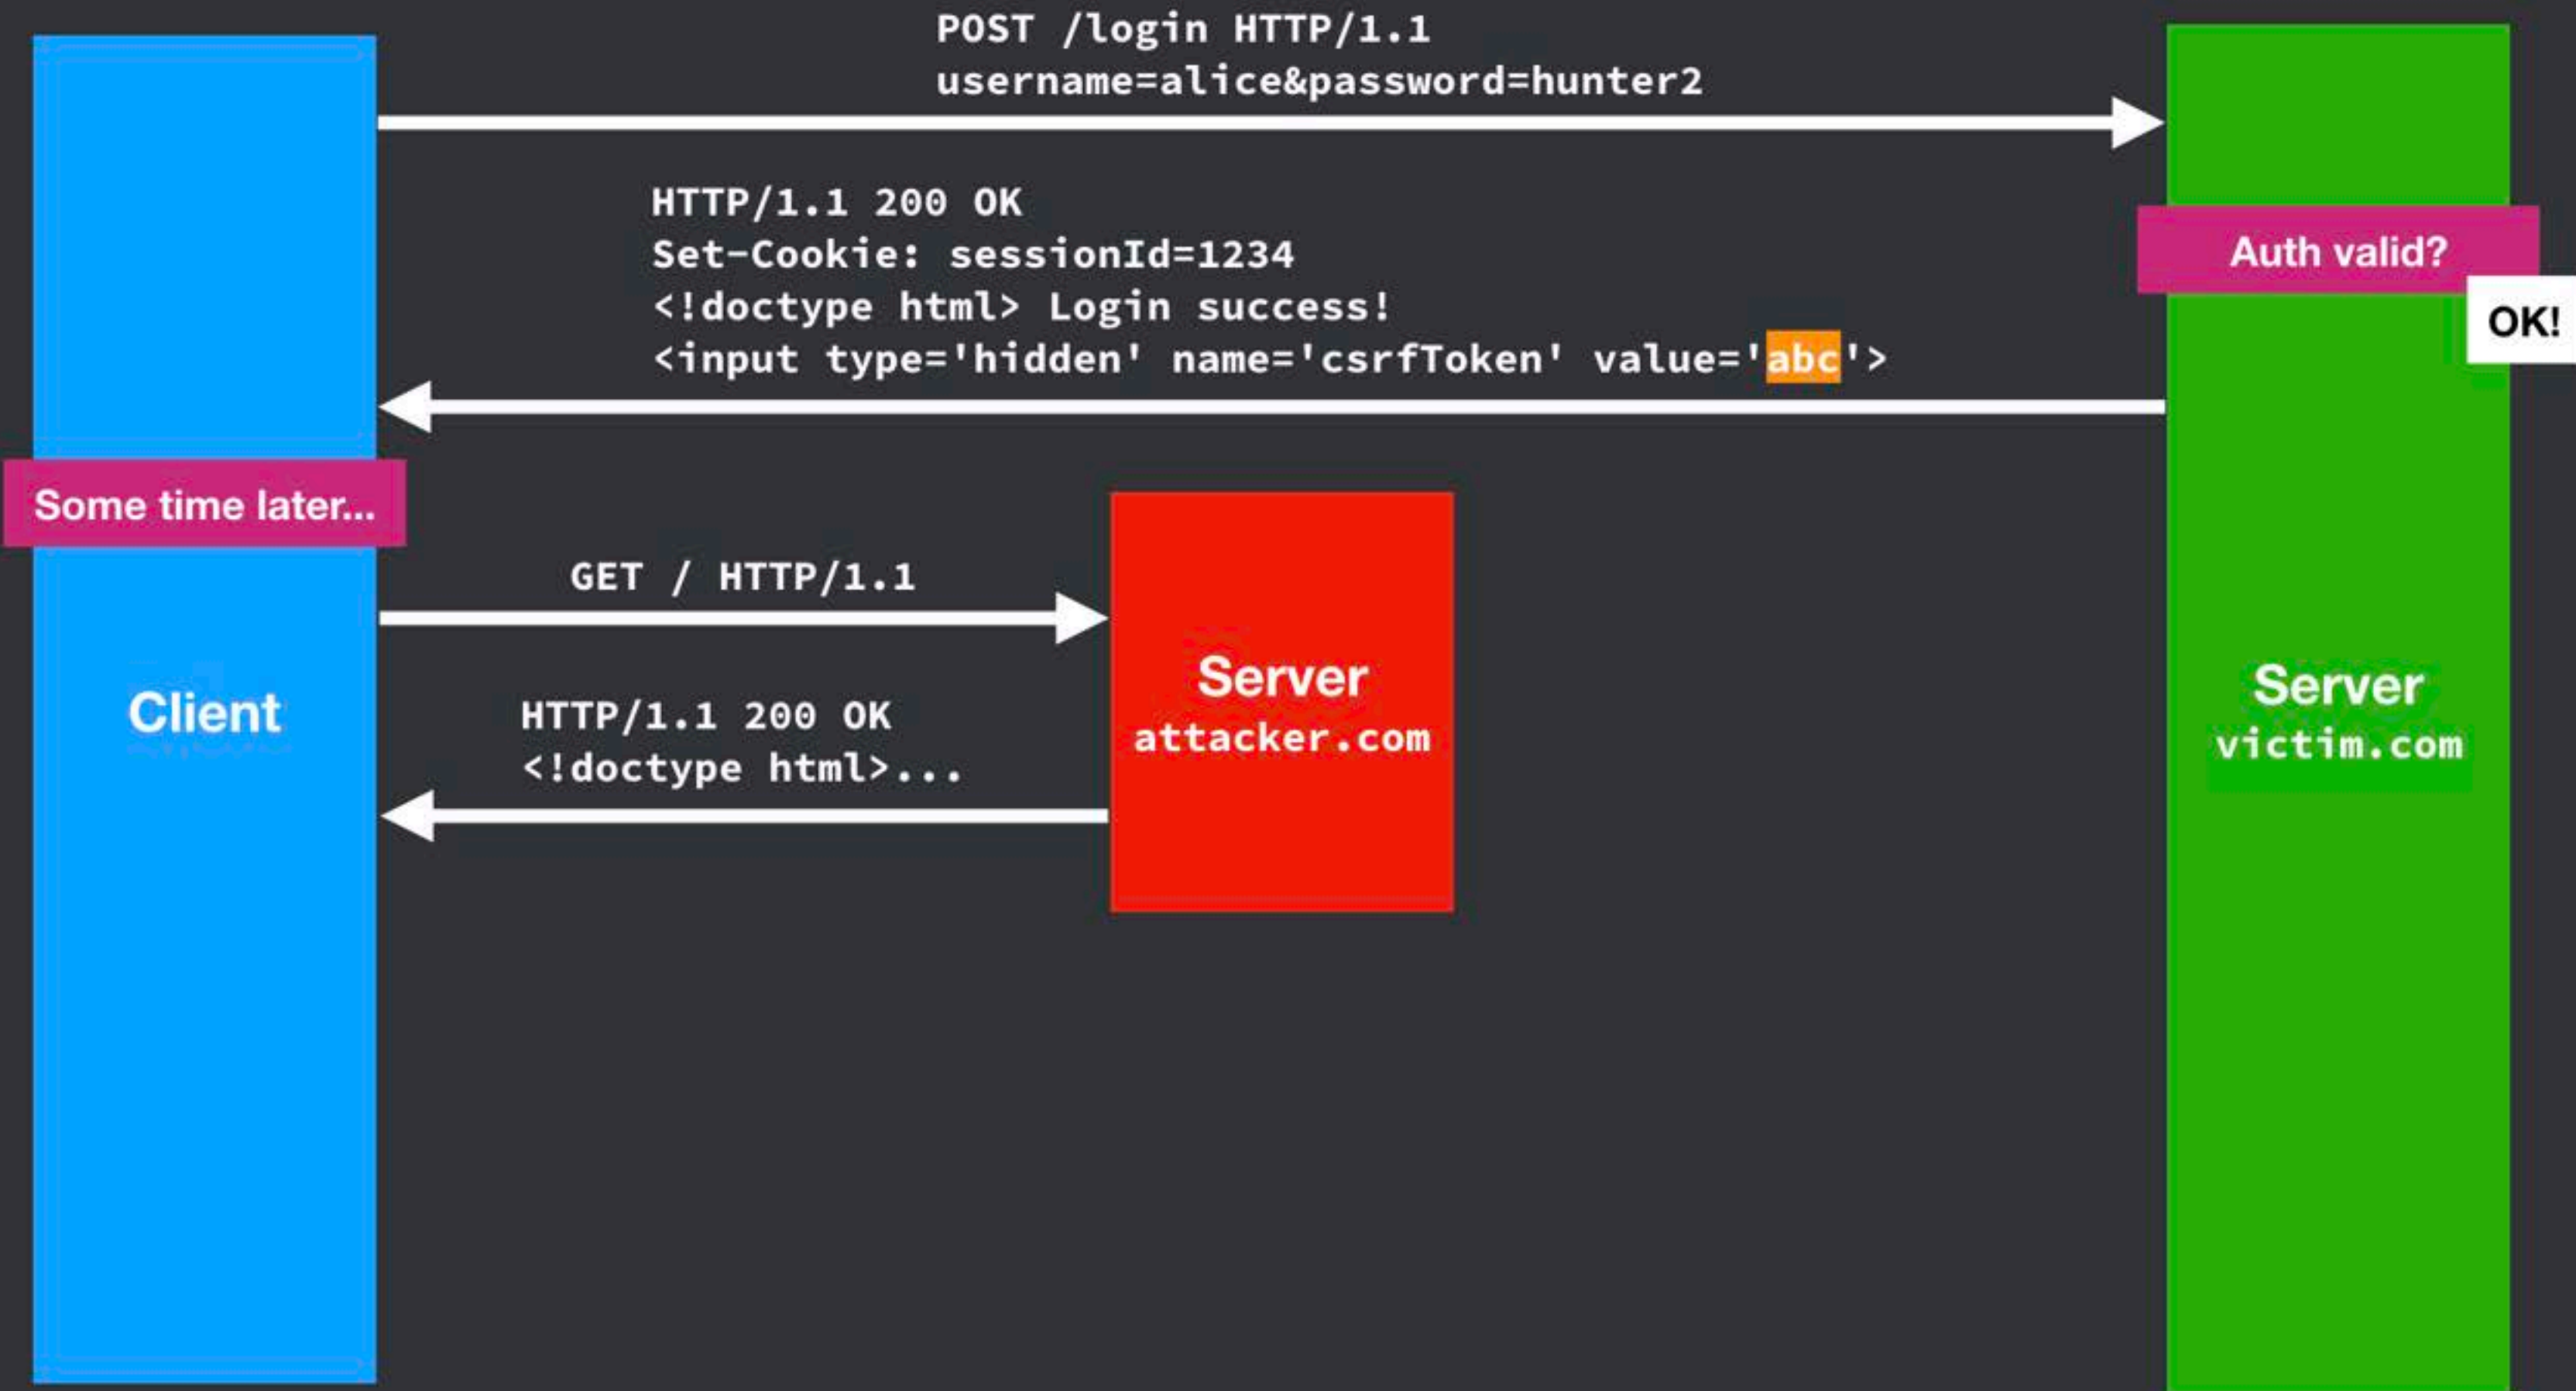 POST /login HTTP/1.1
username=alice&password=hunter2
HTTP/1.1 200 OK
Set-Cookie: sessionId=1234
<!doctype html> Login success!
<input type='hidden' name='csrfToken' value='abc'>
Auth valid?
OK!
Some time later...
GET / HTTP/1.1
HTTP/1.1 200 OK
<!doctype html>...
Client
Server
attacker.com
Server
victim.com